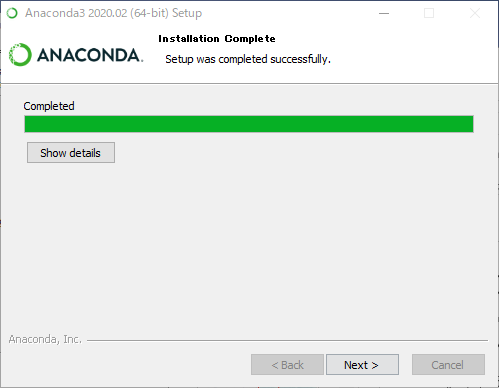 Anaconda3 2020.02 (64-bit) Setup
ANACONDA.
Installation Complete
Setup was completed successfully.
Completed
Show details
Anaconda, Inc.
< Back
Next >
Cancel